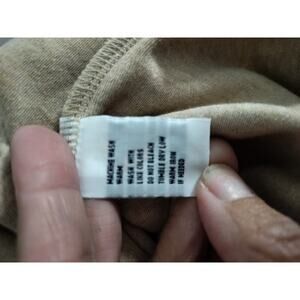 MACHINE WASH
WARM
WASH WITH
LIKE COLORS
DO NOT BLEACH
TUMBLE DRY LOW
WARM IRON
IF NEEDED